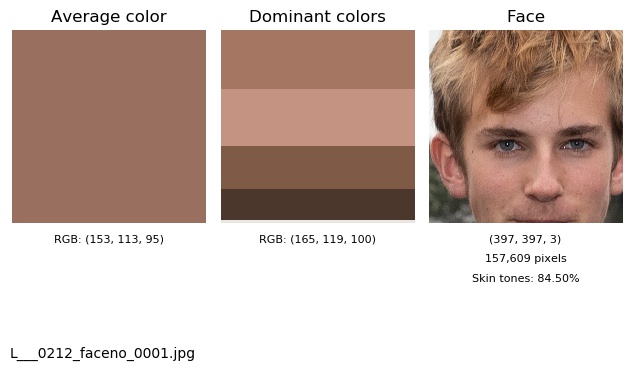 Average color
Dominant colors
Face
RGB: (153, 113, 95)
RGB: (165, 119, 100)
(397, 397, 3)
157,609 pixels
Skin tones: 84.50%
L___0212_faceno_0001.jpg